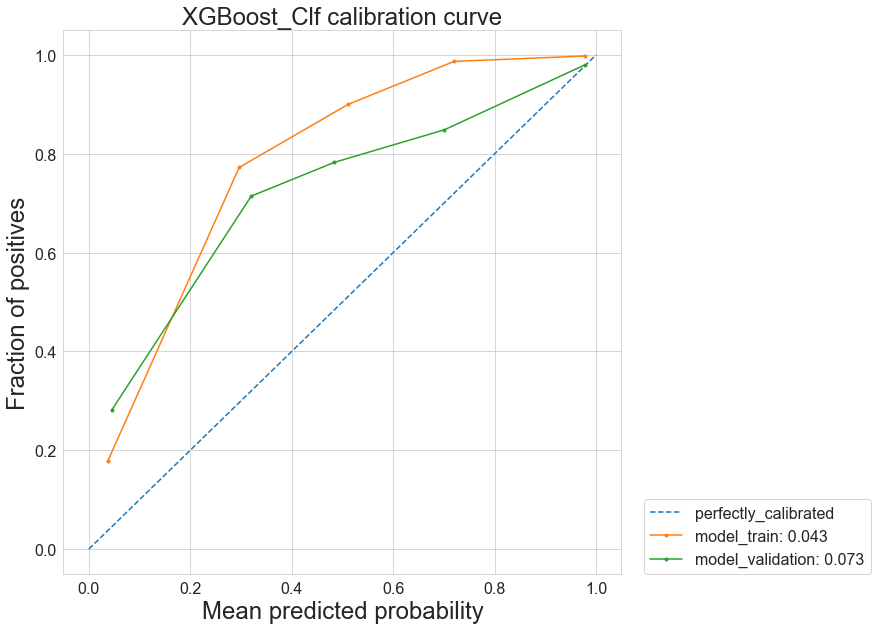 XGBoost_Clf calibration curve
Fraction of positives
1.0
0.8
0.6
0.4
0.2
0.0
0.0 0.2 0.4 0.6 0.8 1.0
Mean predicted probability
perfectly_calibrated
model_train: 0.043
model_validation: 0.073